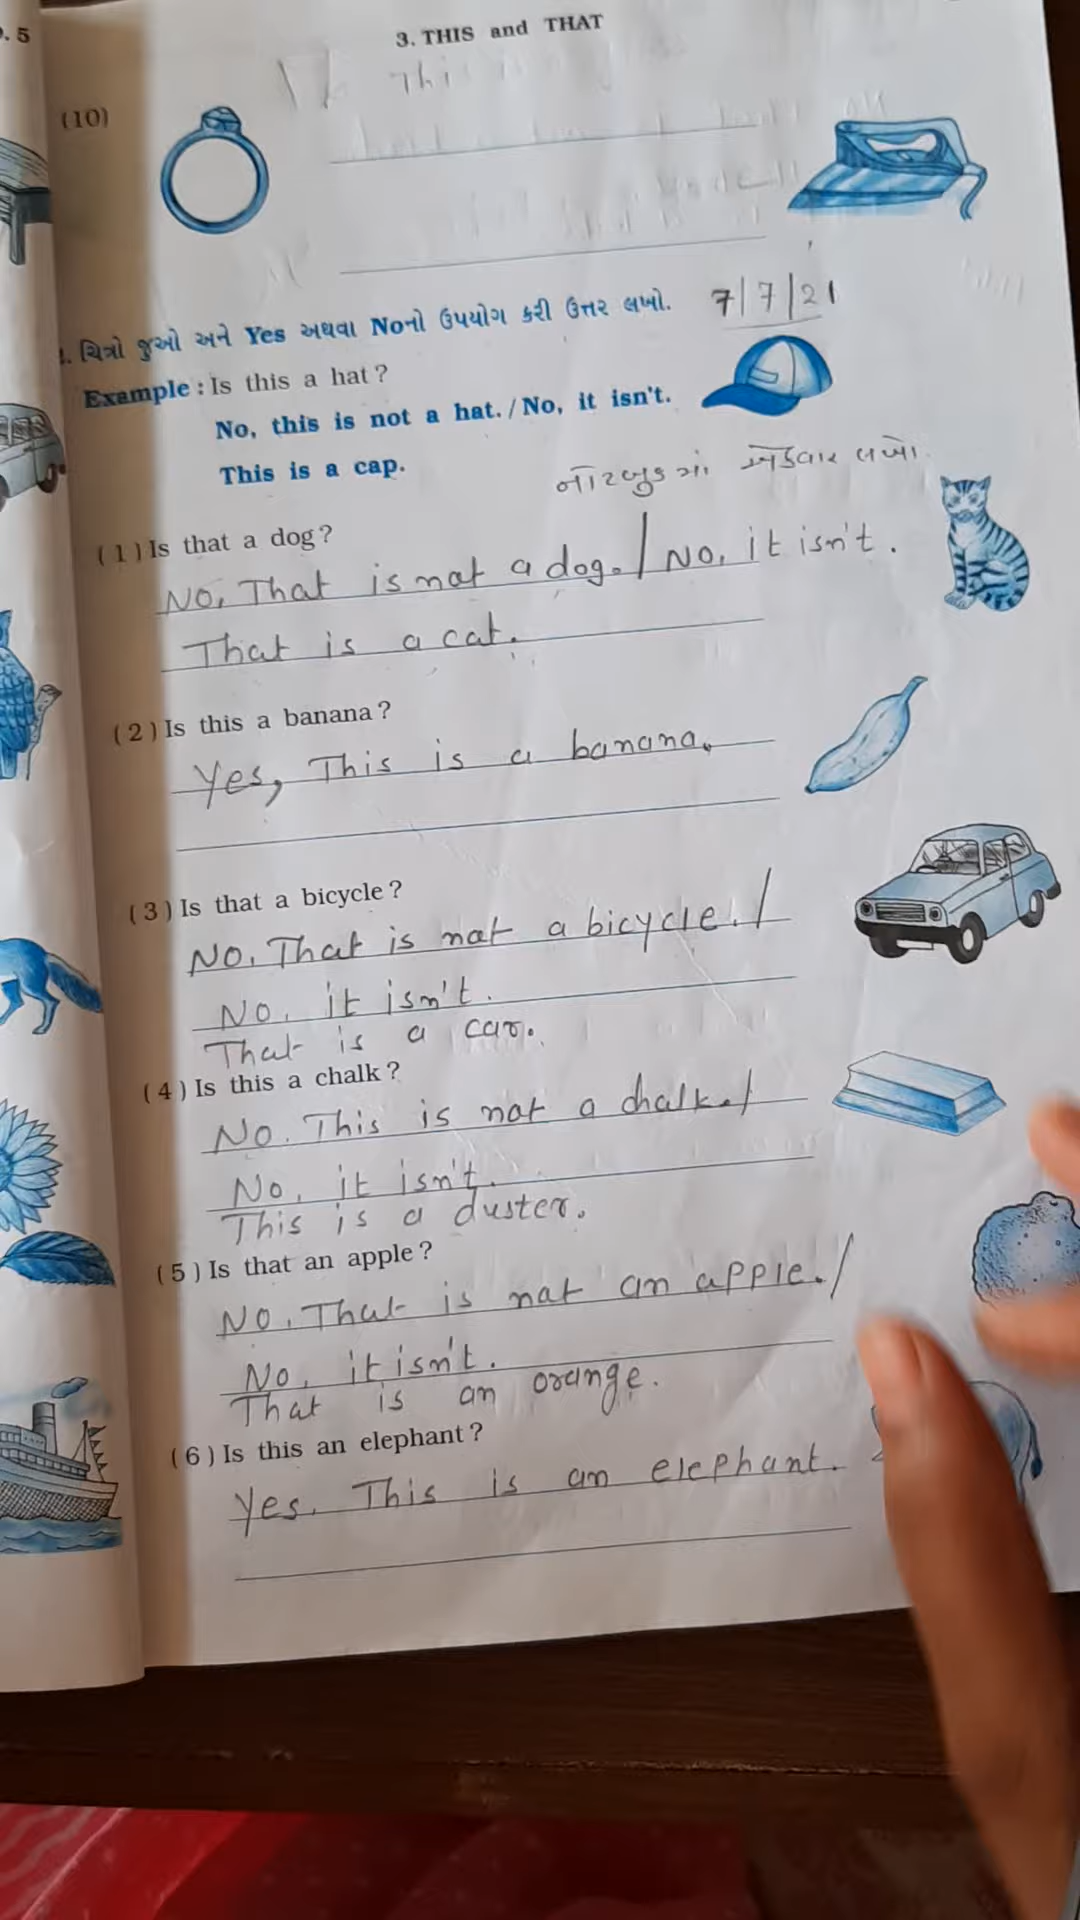 . 5
3. THIS and THAT
This
(10)
1. ચિત્રો જુઓ અને Yes અથવા Noનો ઉપયોગ કરી ઉત્તર લખો. 7/7/21
Example : Is this a hat?
No, this is not a hat. / No, it isn't.
This is a cap.
નોટબુકમાં એકવાર લખો.
(1) Is that a dog?
No, That is not a dog. / No, it isn't.
That is a cat.
(2) Is this a banana?
Yes, This is a banana.
(3) Is that a bicycle?
No, That is not a bicycle. /
No, it isn't.
That is a car.
(4) Is this a chalk?
No. This is not a chalk. /
No, it isn't.
This is a duster.
(5) Is that an apple?
No, That is not an apple. /
No, it isn't.
That is an orange.
(6) Is this an elephant?
Yes. This is an elephant.